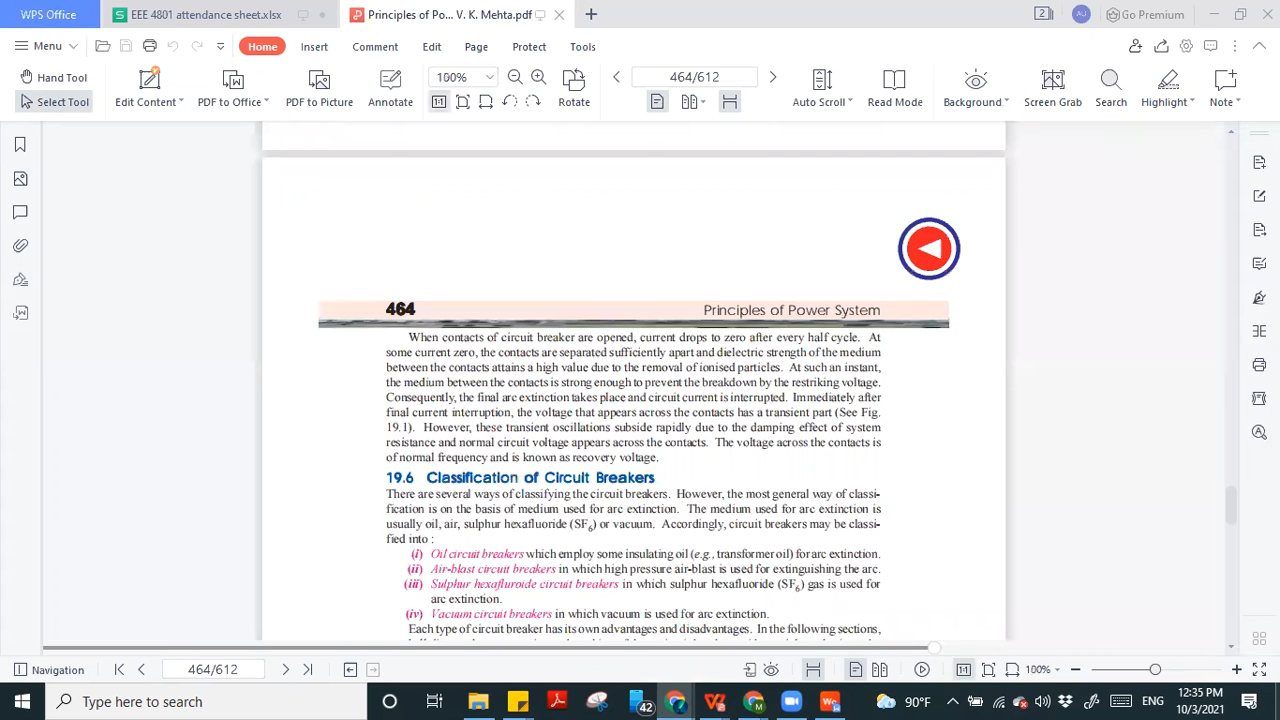 WPS Office
EEE 4801 attendance sheet.xlsx
Principles of Po... V. K. Mehta.pdf
2
AU
Go Premium
Menu
Home
Insert
Comment
Edit
Page
Protect
Tools
Hand Tool
Select Tool
Edit Content
PDF to Office
PDF to Picture
Annotate
100%
Rotate
464/612
Auto Scroll
Read Mode
Background
Screen Grab
Search
Highlight
Note
464
Principles of Power System
When contacts of circuit breaker are opened, current drops to zero after every half cycle. At
some current zero, the contacts are separated sufficiently apart and dielectric strength of the medium
between the contacts attains a high value due to the removal of ionised particles. At such an instant,
the medium between the contacts is strong enough to prevent the breakdown by the restriking voltage.
Consequently, the final arc extinction takes place and circuit current is interrupted. Immediately after
final current interruption, the voltage that appears across the contacts has a transient part (See Fig.
19.1). However, these transient oscillations subside rapidly due to the damping effect of system
resistance and normal circuit voltage appears across the contacts. The voltage across the contacts is
of normal frequency and is known as recovery voltage.
19.6 Classification of Circuit Breakers
There are several ways of classifying the circuit breakers. However, the most general way of classi-
fication is on the basis of medium used for arc extinction. The medium used for arc extinction is
usually oil, air, sulphur hexafluoride (SF6) or vacuum. Accordingly, circuit breakers may be classi-
fied into :
(i) Oil circuit breakers which employ some insulating oil (e.g., transformer oil) for arc extinction.
(ii) Air-blast circuit breakers in which high pressure air-blast is used for extinguishing the arc.
(iii) Sulphur hexafluroide circuit breakers in which sulphur hexafluoride (SF6) gas is used for
arc extinction.
(iv) Vacuum circuit breakers in which vacuum is used for arc extinction.
Each type of circuit breaker has its own advantages and disadvantages. In the following sections,
Navigation
464/612
100%
Type here to search
42
90°F
ENG
12:35 PM
10/3/2021